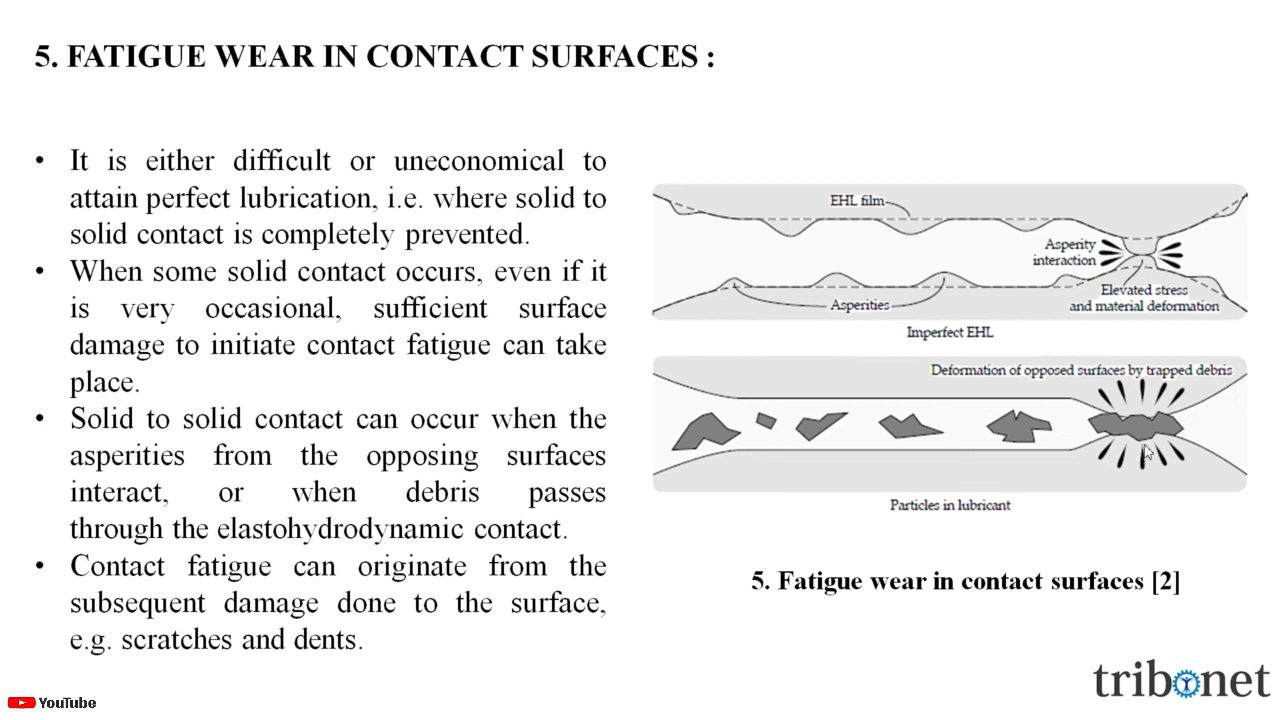 5. FATIGUE WEAR IN CONTACT SURFACES :
• It is either difficult or uneconomical to
attain perfect lubrication, i.e. where solid to
solid contact is completely prevented.
• When some solid contact occurs, even if it
is very occasional, sufficient surface
damage to initiate contact fatigue can take
place.
• Solid to solid contact can occur when the
asperities from the opposing surfaces
interact, or when debris passes
through the elastohydrodynamic contact.
• Contact fatigue can originate from the
subsequent damage done to the surface,
e.g. scratches and dents.
EHL film
Asperity
interaction
Asperities
Elevated stress
and material deformation
Imperfect EHL
Deformation of opposed surfaces by trapped debris
Particles in lubricant
5. Fatigue wear in contact surfaces [2]
tribonet
YouTube